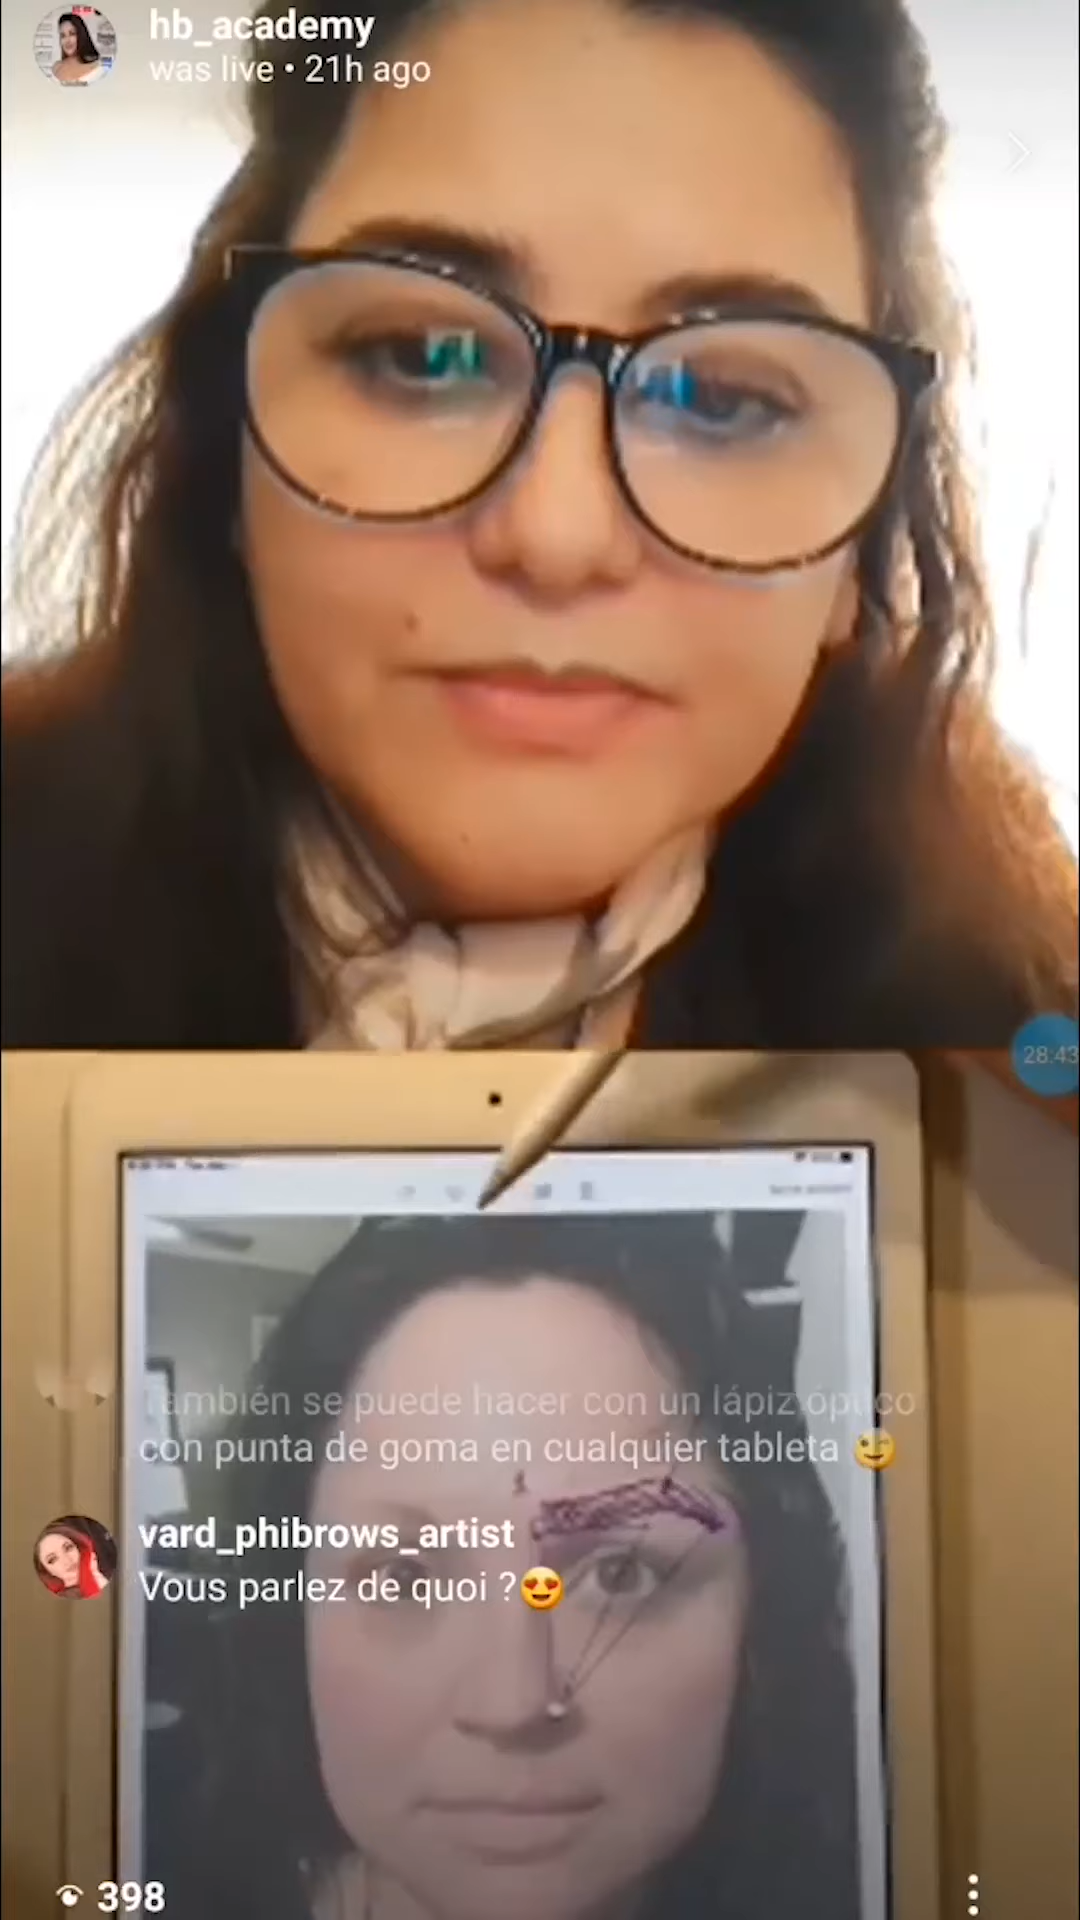 hb_academy
was live • 21h ago
28:43
También se puede hacer con un lápiz óptico
con punta de goma en cualquier tableta 😉
vard_phibrows_artist
Vous parlez de quoi ?😍
1
398